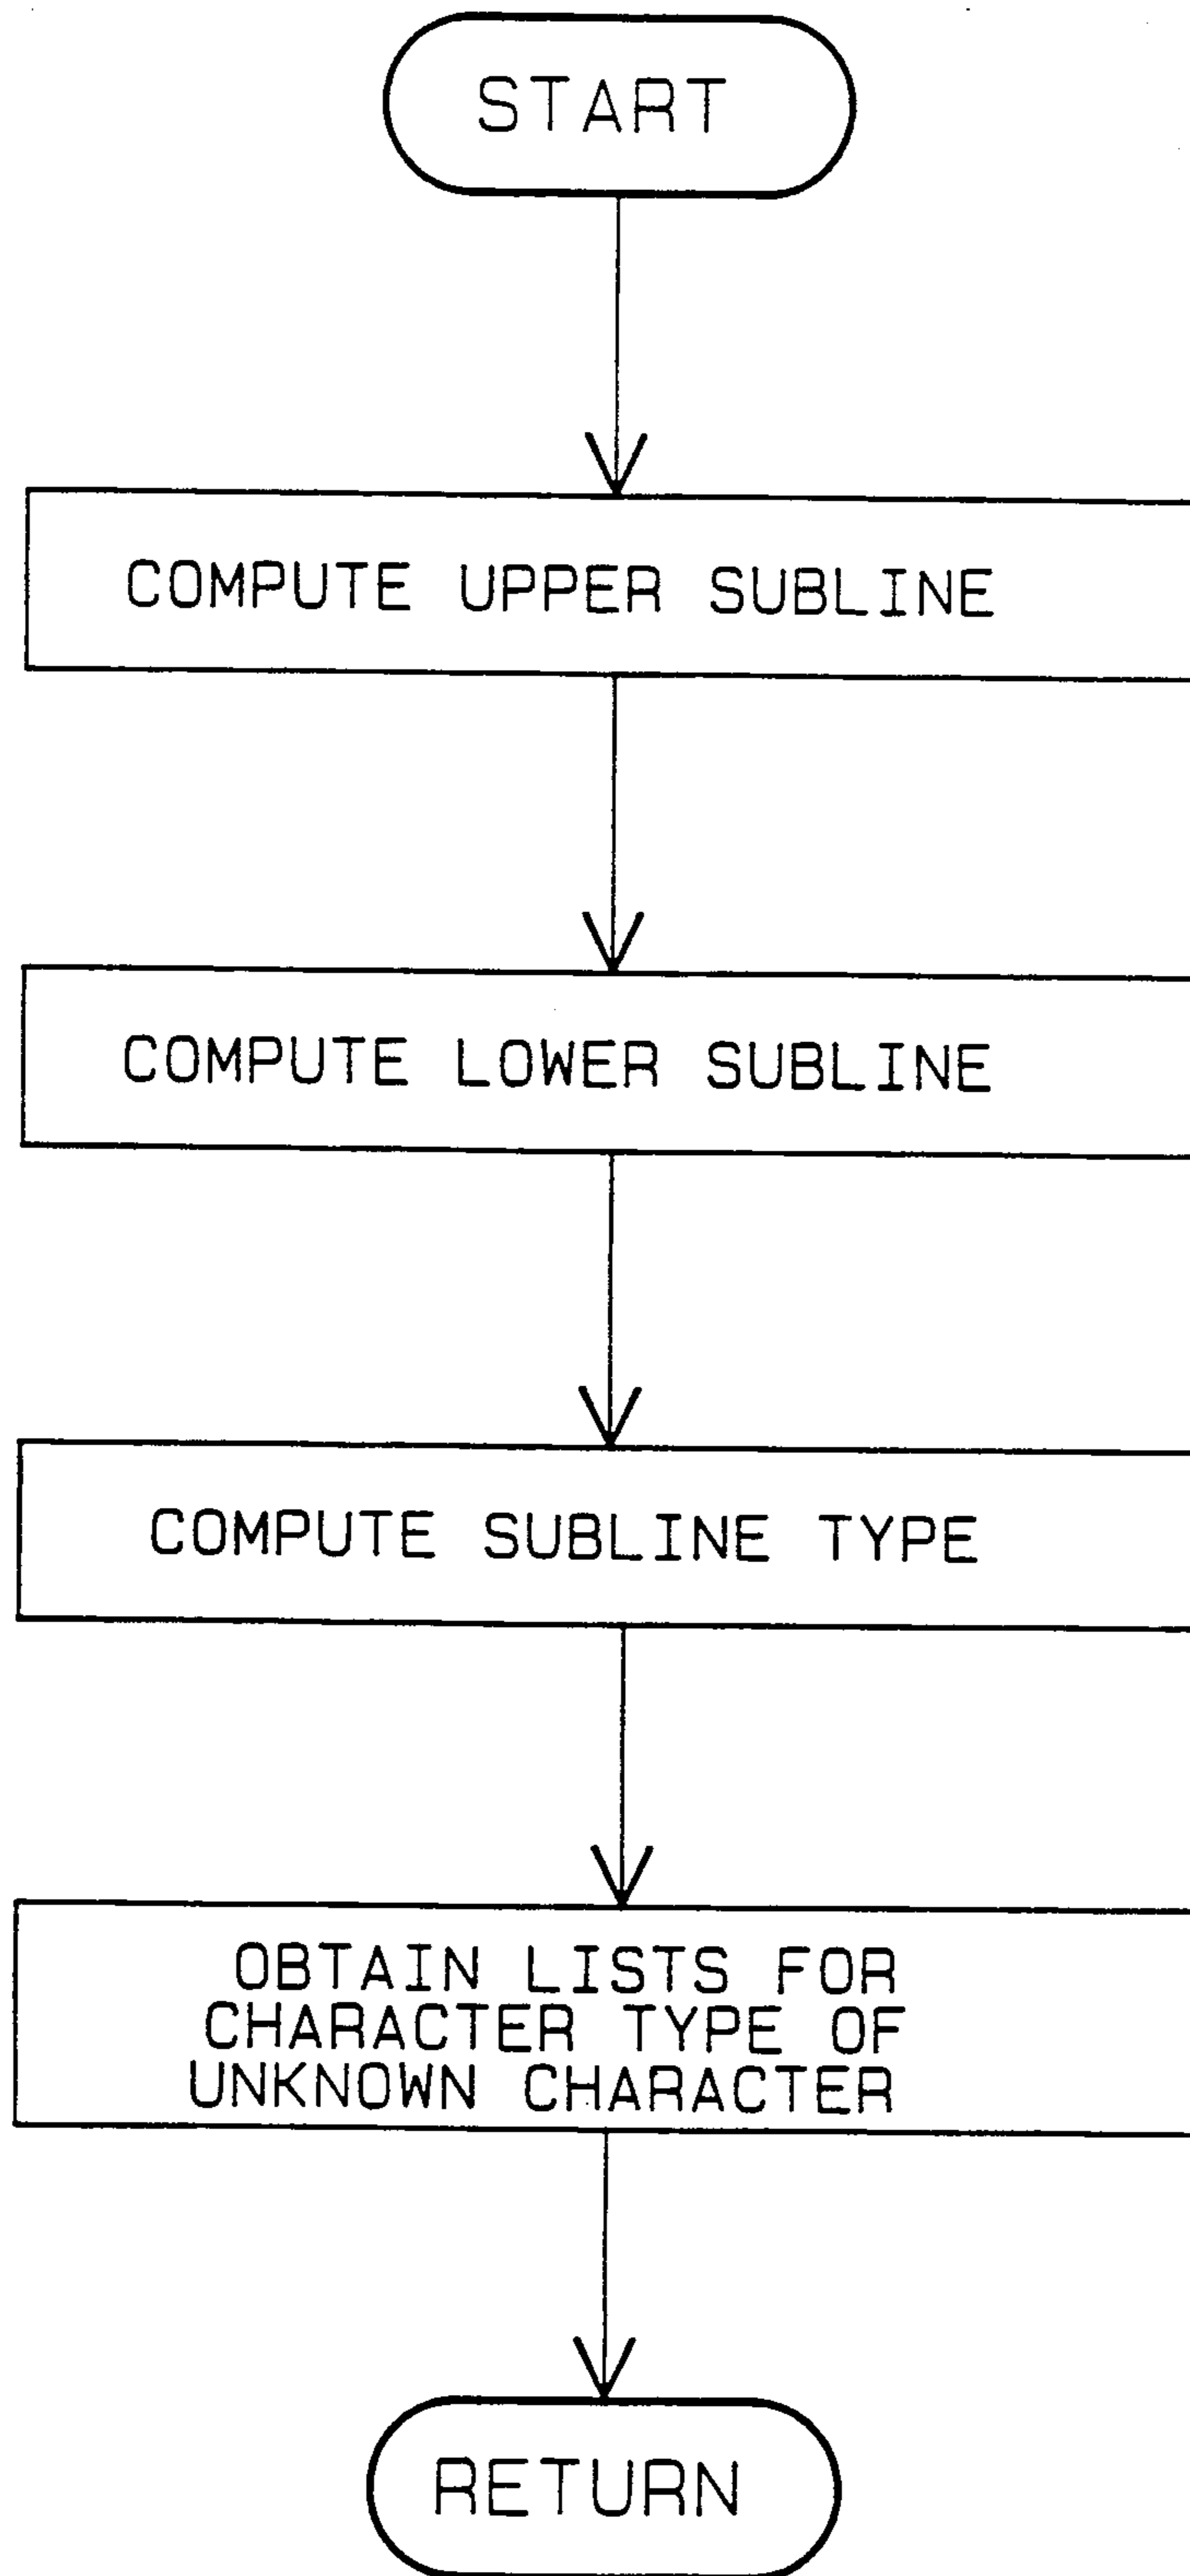 START
COMPUTE UPPER SUBLINE
COMPUTE LOWER SUBLINE
COMPUTE SUBLINE TYPE
OBTAIN LISTS FOR
CHARACTER TYPE OF
UNKNOWN CHARACTER
RETURN